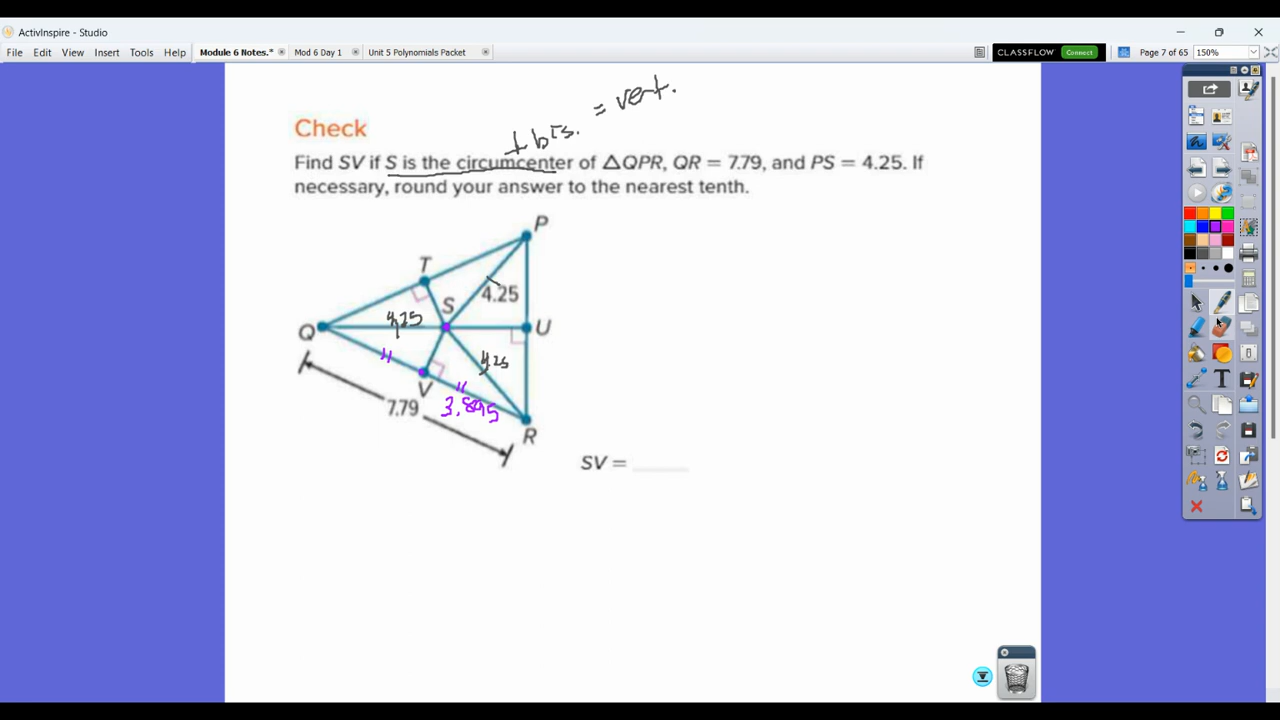 ActivInspire - Studio
File Edit View Insert Tools Help Module 6 Notes.* Mod 6 Day 1 Unit 5 Polynomials Packet CLASSFLOW Connect Page 7 of 65 150%
= vert.
⊥ bis.
Check
Find SV if S is the circumcenter of △QPR, QR = 7.79, and PS = 4.25. If
necessary, round your answer to the nearest tenth.
P
T
S 4.25
4.25
Q U
4.25
"
V "
7.79 3.895
R
SV =
T